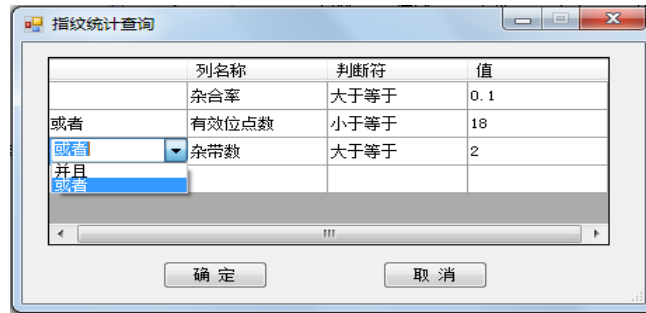 指纹统计查询
列名称 判断符 值
杂合率 大于等于 0.1
或者 有效位点数 小于等于 18
或者 杂带数 大于等于 2
并且
或者
确 定 取 消